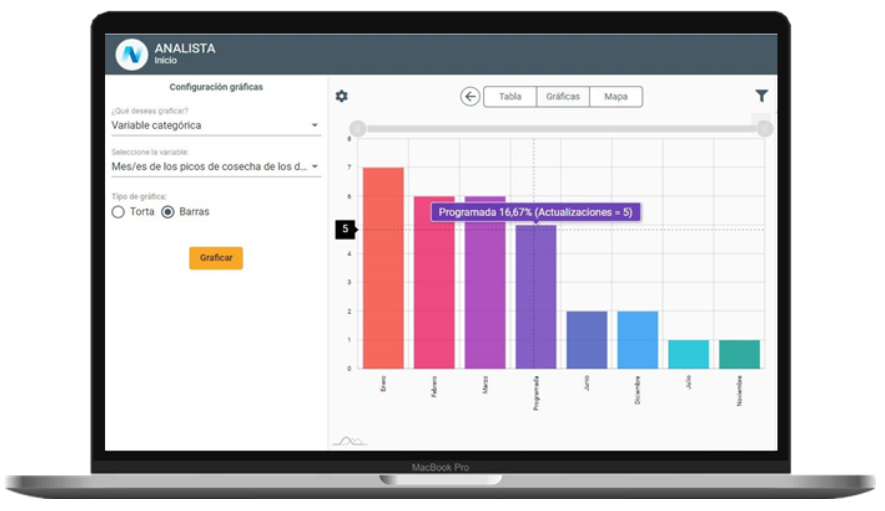 ANALISTA
Inicio
Configuración gráficas
¿Qué deseas graficar?
Variable categórica
Seleccione la variable:
Mes/es de los picos de cosecha de los d...
Tipo de gráfica:
Torta Barras
Graficar
Tabla Gráficas Mapa
8
7
6
Programada 16,67% (Actualizaciones = 5)
5
4
3
2
1
0
Enero
Febrero
Marzo
Programada
Junio
Diciembre
Julio
Noviembre
MacBook Pro